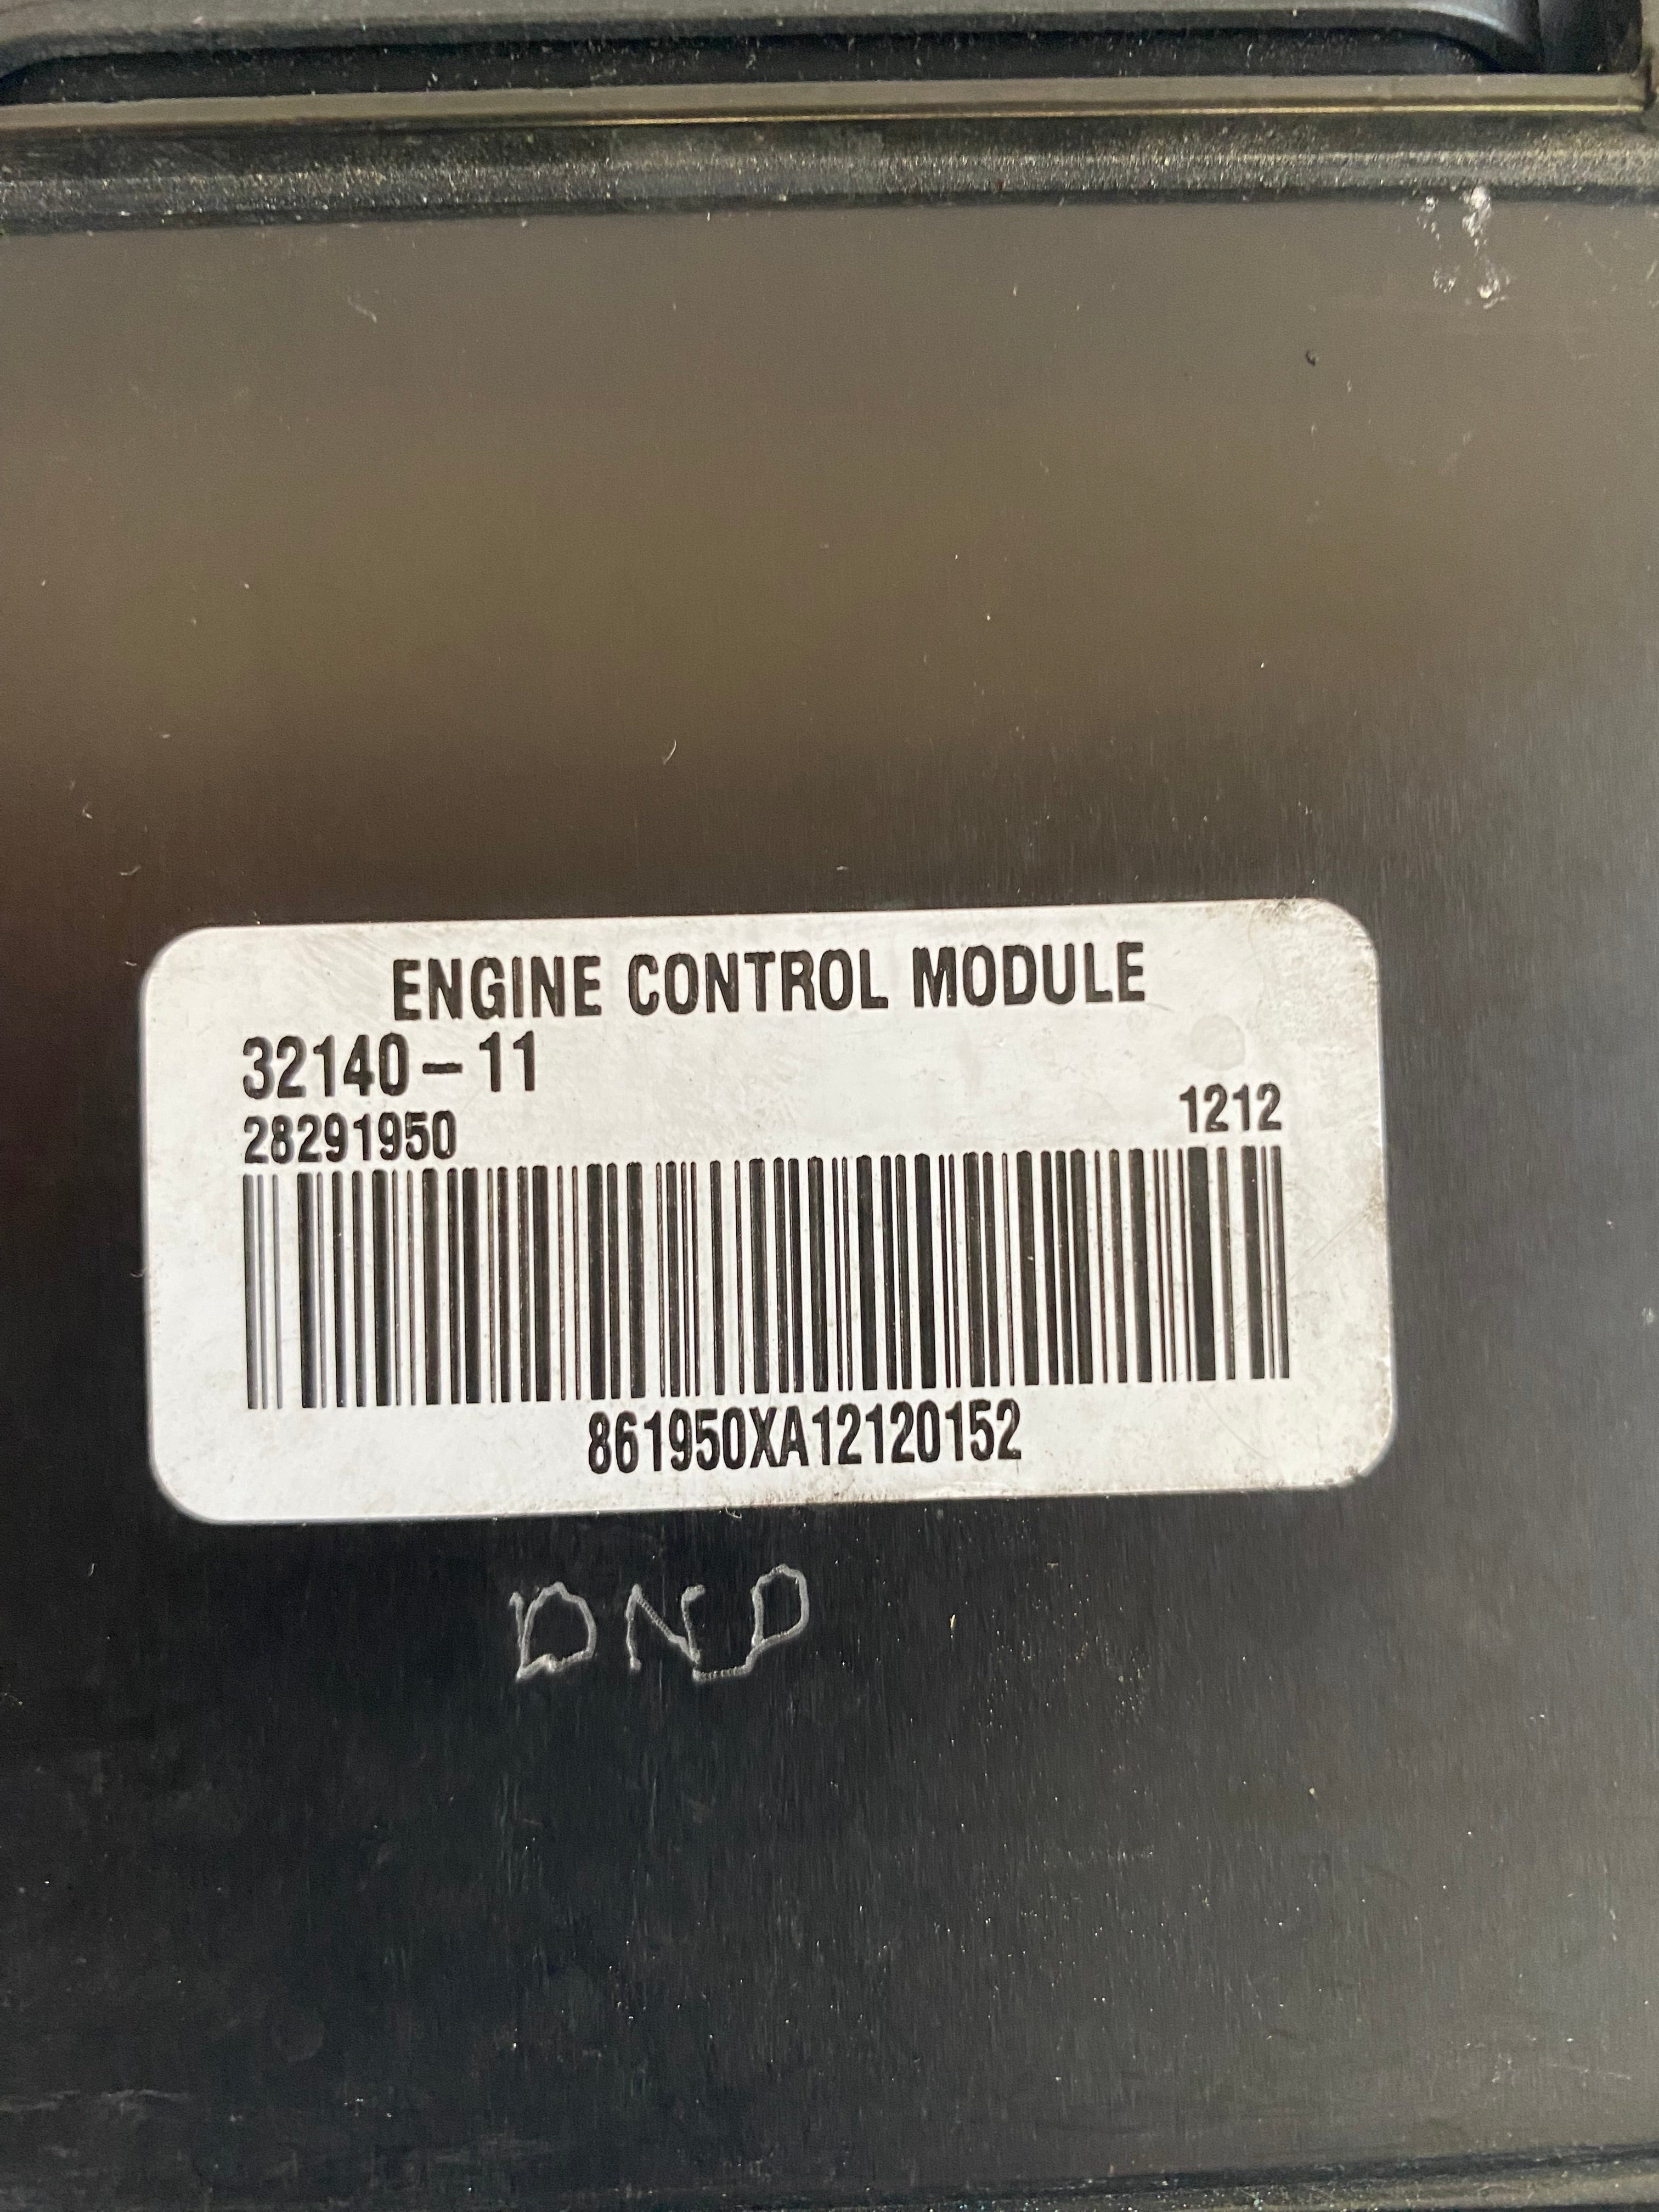 ENGINE CONTROL MODULE
32140-11
28291950 1212
861950XA12120152
DND